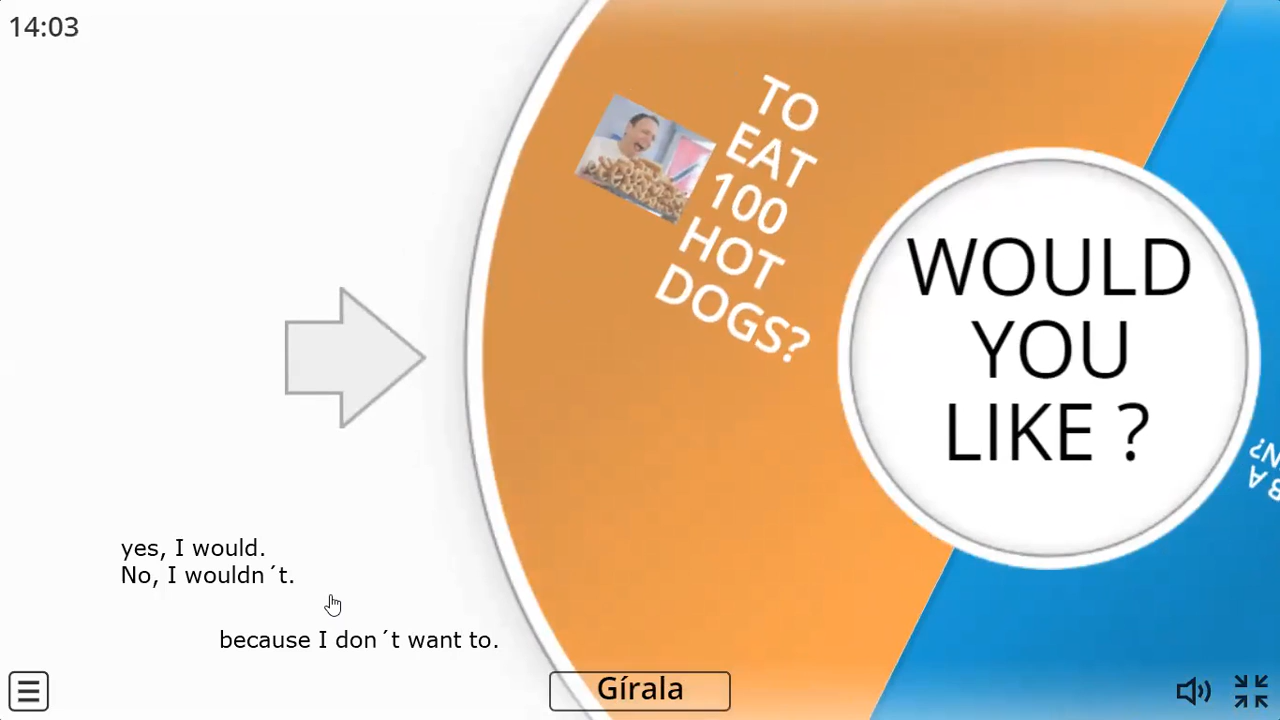 14:03
TO
EAT
100
HOT
DOGS?
WOULD
YOU
LIKE ?
yes, I would.
No, I wouldn´t.
because I don´t want to.
Gírala